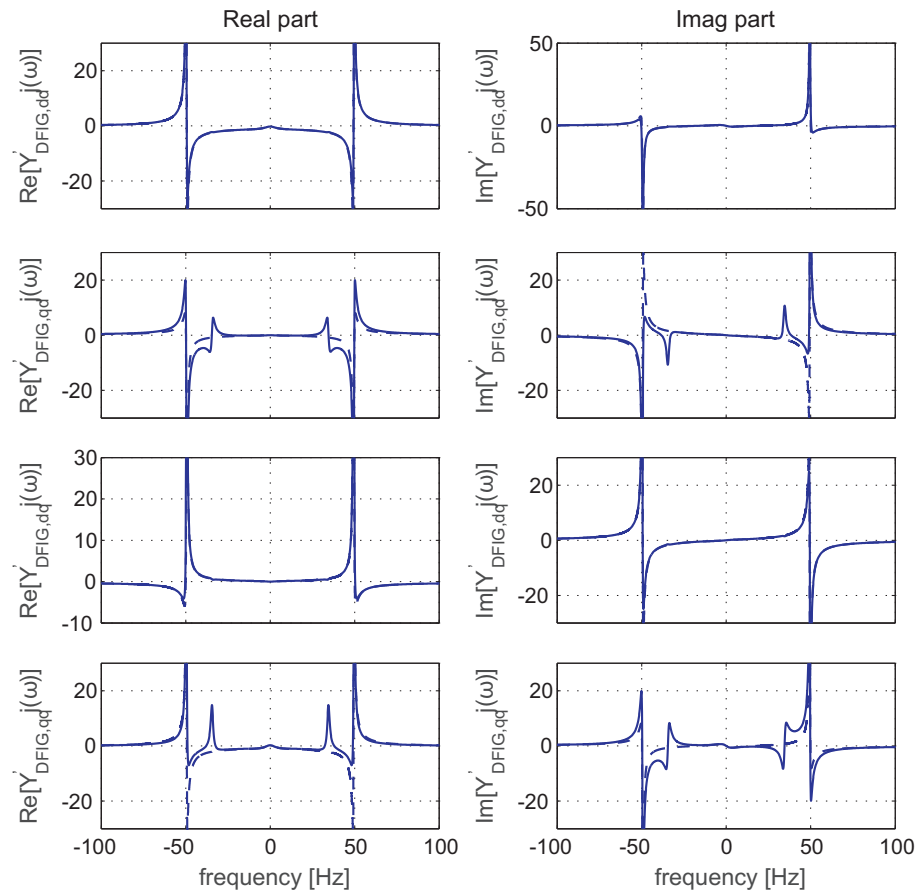 Real part
Imag part
Re[Y'DFIG,dd j(ω)]
20
0
-20
Im[Y'DFIG,dd j(ω)]
50
0
-50
Re[Y'DFIG,qd j(ω)]
20
0
-20
Im[Y'DFIG,qd j(ω)]
20
0
-20
Re[Y'DFIG,dq j(ω)]
30
20
10
0
-10
Im[Y'DFIG,dq j(ω)]
20
0
-20
Re[Y'DFIG,qq j(ω)]
20
0
-20
-100 -50 0 50 100
frequency [Hz]
Im[Y'DFIG,qq j(ω)]
20
0
-20
-100 -50 0 50 100
frequency [Hz]